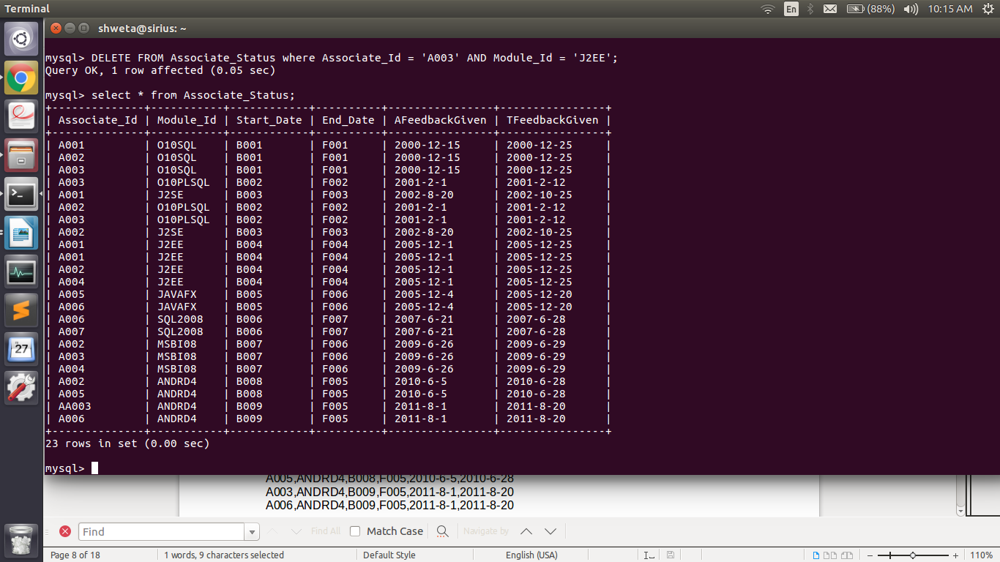 Terminal
En
(88%)
10:15 AM
shweta@sirius: ~
mysql> DELETE FROM Associate_Status where Associate_Id = 'A003' AND Module_Id = 'J2EE';
Query OK, 1 row affected (0.05 sec)
mysql> select * from Associate_Status;
+--------------+-----------+------------+----------+----------------+----------------+
| Associate_Id | Module_Id | Start_Date | End_Date | AFeedbackGiven | TFeedbackGiven |
+--------------+-----------+------------+----------+----------------+----------------+
| A001 | O10SQL | B001 | F001 | 2000-12-15 | 2000-12-25 |
| A002 | O10SQL | B001 | F001 | 2000-12-15 | 2000-12-25 |
| A003 | O10SQL | B001 | F001 | 2000-12-15 | 2000-12-25 |
| A003 | O10PLSQL | B002 | F002 | 2001-2-1 | 2001-2-12 |
| A001 | J2SE | B003 | F003 | 2002-8-20 | 2002-10-25 |
| A002 | O10PLSQL | B002 | F002 | 2001-2-1 | 2001-2-12 |
| A003 | O10PLSQL | B002 | F002 | 2001-2-1 | 2001-2-12 |
| A002 | J2SE | B003 | F003 | 2002-8-20 | 2002-10-25 |
| A001 | J2EE | B004 | F004 | 2005-12-1 | 2005-12-25 |
| A001 | J2EE | B004 | F004 | 2005-12-1 | 2005-12-25 |
| A002 | J2EE | B004 | F004 | 2005-12-1 | 2005-12-25 |
| A004 | J2EE | B004 | F004 | 2005-12-1 | 2005-12-25 |
| A005 | JAVAFX | B005 | F006 | 2005-12-4 | 2005-12-20 |
| A006 | JAVAFX | B005 | F006 | 2005-12-4 | 2005-12-20 |
| A006 | SQL2008 | B006 | F007 | 2007-6-21 | 2007-6-28 |
| A007 | SQL2008 | B006 | F007 | 2007-6-21 | 2007-6-28 |
| A002 | MSBI08 | B007 | F006 | 2009-6-26 | 2009-6-29 |
| A003 | MSBI08 | B007 | F006 | 2009-6-26 | 2009-6-29 |
| A004 | MSBI08 | B007 | F006 | 2009-6-26 | 2009-6-29 |
| A002 | ANDRD4 | B008 | F005 | 2010-6-5 | 2010-6-28 |
| A005 | ANDRD4 | B008 | F005 | 2010-6-5 | 2010-6-28 |
| AA003 | ANDRD4 | B009 | F005 | 2011-8-1 | 2011-8-20 |
| A006 | ANDRD4 | B009 | F005 | 2011-8-1 | 2011-8-20 |
+--------------+-----------+------------+----------+----------------+----------------+
23 rows in set (0.00 sec)
mysql>
27
A005,ANDRD4,B008,F005,2010-6-5,2010-6-28
A003,ANDRD4,B009,F005,2011-8-1,2011-8-20
A006,ANDRD4,B009,F005,2011-8-1,2011-8-20
Find
Find All
Match Case
Navigate by
Page 8 of 18
1 words, 9 characters selected
Default Style
English (USA)
110%